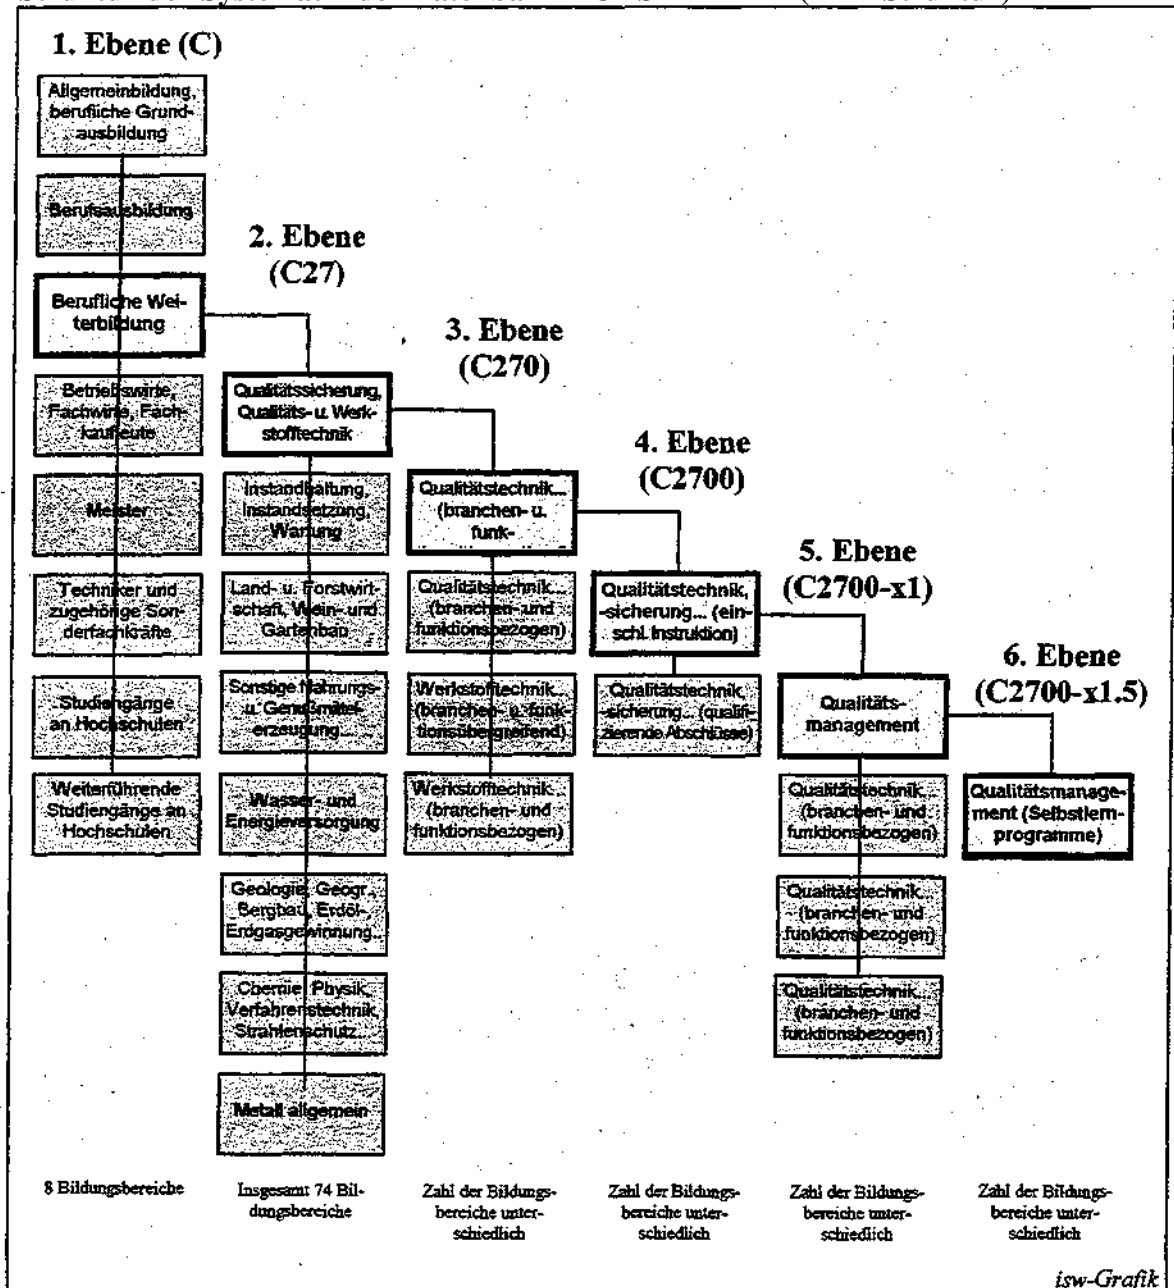 1. Ebene (C)
Allgemeinbildung,
berufliche Grund-
ausbildung
Berufsausbildung
Berufliche Wei-
terbildung
Betriebswirte,
Fachwirte, Fach-
kaufleute
Meister
Techniker und
zugehörige Son-
derfachkräfte
Studiengänge
an Hochschulen
Weiterführende
Studiengänge an
Hochschulen
8 Bildungsbereiche
2. Ebene
(C27)
Qualitätssicherung,
Qualitäts- u. Werk-
stofftechnik
Instandhaltung,
Instandsetzung,
Wartung
Land- u. Forstwirt-
schaft, Wein- und
Gartenbau
Sonstige Nahrungs-
u. Genußmittel-
erzeugung...
Wasser- und
Energieversorgung
Geologie, Geogr.,
Bergbau, Erdöl-
Erdgasgewinnung...
Chemie, Physik,
Verfahrenstechnik,
Strahlenschutz...
Metall allgemein
Insgesamt 74 Bil-
dungsbereiche
3. Ebene
(C270)
Qualitätstechnik...
(branchen- u.
funk-
Qualitätstechnik...
(branchen- und
funktionsbezogen)
Werkstofftechnik...
(branchen- u. funk-
tionsübergreifend)
Werkstofftechnik...
(branchen- und
funktionsbezogen)
Zahl der Bildungs-
bereiche unter-
schiedlich
4. Ebene
(C2700)
Qualitätstechnik,
-sicherung... (ein-
schl. Instruktion)
Qualitätstechnik,
-sicherung... (qualifi-
zierende Abschlüsse)
Zahl der Bildungs-
bereiche unter-
schiedlich
5. Ebene
(C2700-x1)
Qualitäts-
management
Qualitätstechnik...
(branchen- und
funktionsbezogen)
Qualitätstechnik...
(branchen- und
funktionsbezogen)
Qualitätstechnik...
(branchen- und
funktionsbezogen)
Zahl der Bildungs-
bereiche unter-
schiedlich
6. Ebene
(C2700-x1.5)
Qualitätsmanage-
ment (Selbstlern-
programme)
Zahl der Bildungs-
bereiche unter-
schiedlich
isw-Grafik